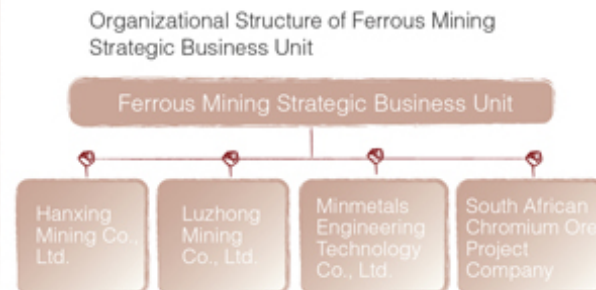 Organizational Structure of Ferrous Mining
Strategic Business Unit
Ferrous Mining Strategic Business Unit
Hanxing
Mining Co.,
Ltd.
Luzhong
Mining
Co., Ltd.
Minmetals
Engineering
Technology
Co., Ltd.
South African
Chromium Ore
Project
Company